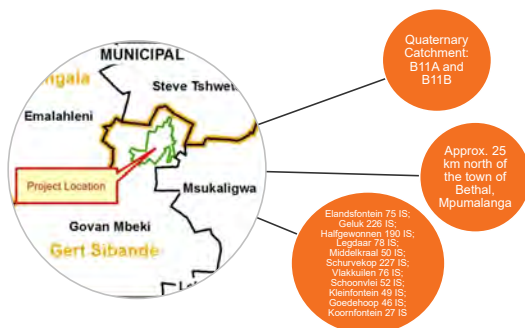 MUNICIPAL
Steve Tshwet
Emalahleni
Project Location
Msukaligwa
Govan Mbeki
Gert Sibande
Quaternary
Catchment:
B11A and
B11B
Approx. 25
km north of
the town of
Bethal,
Mpumalanga
Elandsfontein 75 IS;
Geluk 226 IS;
Halfgewonnen 190 IS;
Legdaar 78 IS;
Middelkraal 50 IS;
Schurvekop 227 IS;
Vlakkuilen 76 IS;
Schoonvlei 52 IS;
Kleinfontein 49 IS;
Goedehoop 46 IS;
Koornfontein 27 IS